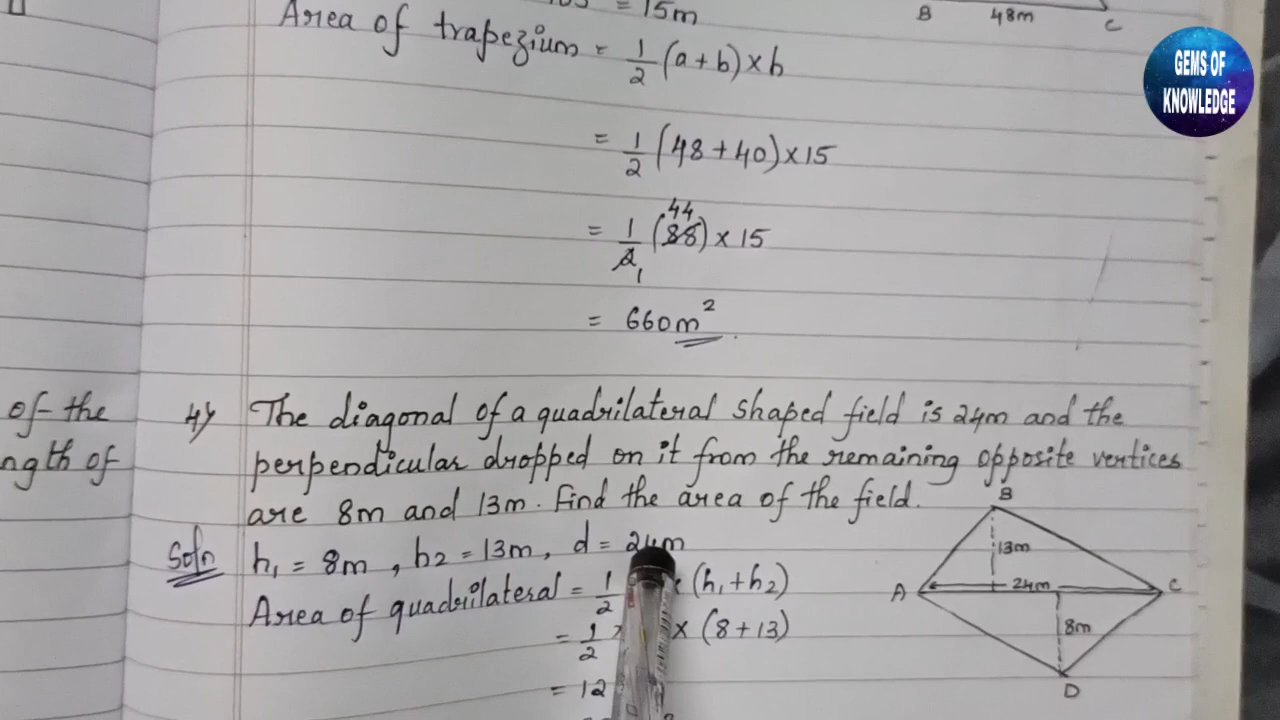 = 15m
B 48m C
Area of trapezium = 1/2 (a+b)×h
GEMS OF
KNOWLEDGE
= 1/2 (48+40)×15
44
= 1/2 (88)×15
1
= 660m²
of the
ngth of
4) The diagonal of a quadrilateral shaped field is 24m and the
perpendicular dropped on it from the remaining opposite vertices
are 8m and 13m. Find the area of the field.
Soln h₁ = 8m, h₂ = 13m, d = 24m
Area of quadrilateral = 1/2 × (h₁+h₂)
= 1/2 × (8+13)
= 12
B
13m
A 24m C
8m
D